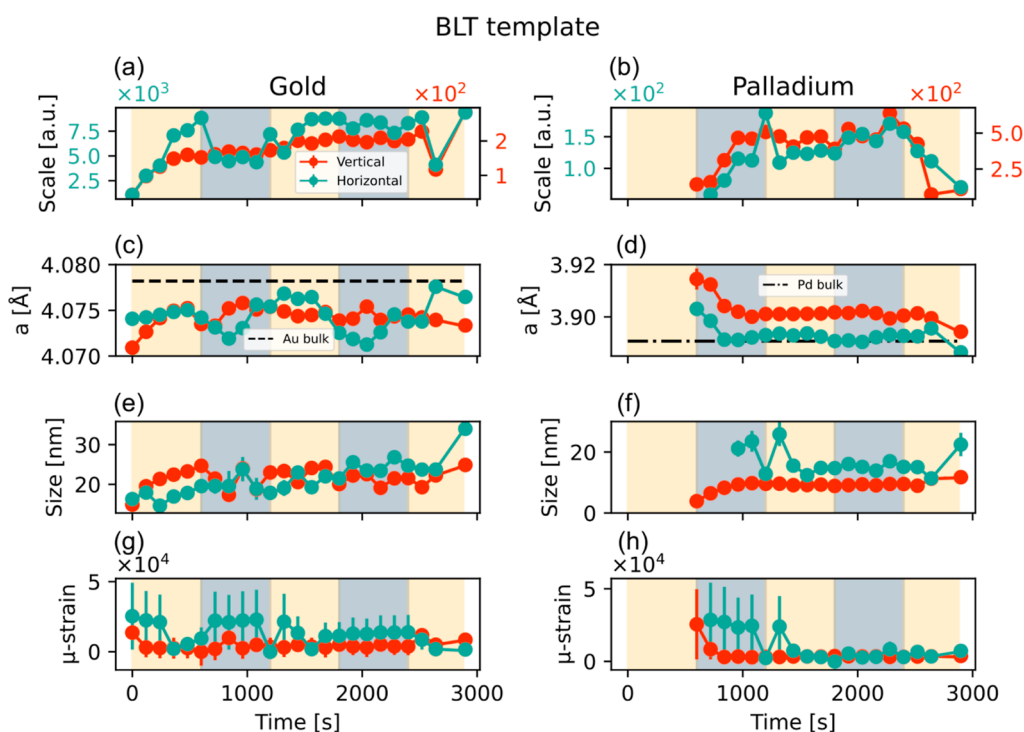 BLT template
(a)
Gold
×10³
×10²
Scale [a.u.]
7.5
5.0
2.5
2
1
Vertical
Horizontal
(b)
Palladium
×10²
×10²
Scale [a.u.]
1.5
1.0
5.0
2.5
(c)
a [Å]
4.080
4.075
4.070
Au bulk
(d)
a [Å]
3.92
3.90
Pd bulk
(e)
Size [nm]
30
20
(f)
Size [nm]
20
0
(g)
×10⁴
μ-strain
5
0
0
1000
2000
3000
Time [s]
(h)
×10⁴
μ-strain
5
0
0
1000
2000
3000
Time [s]